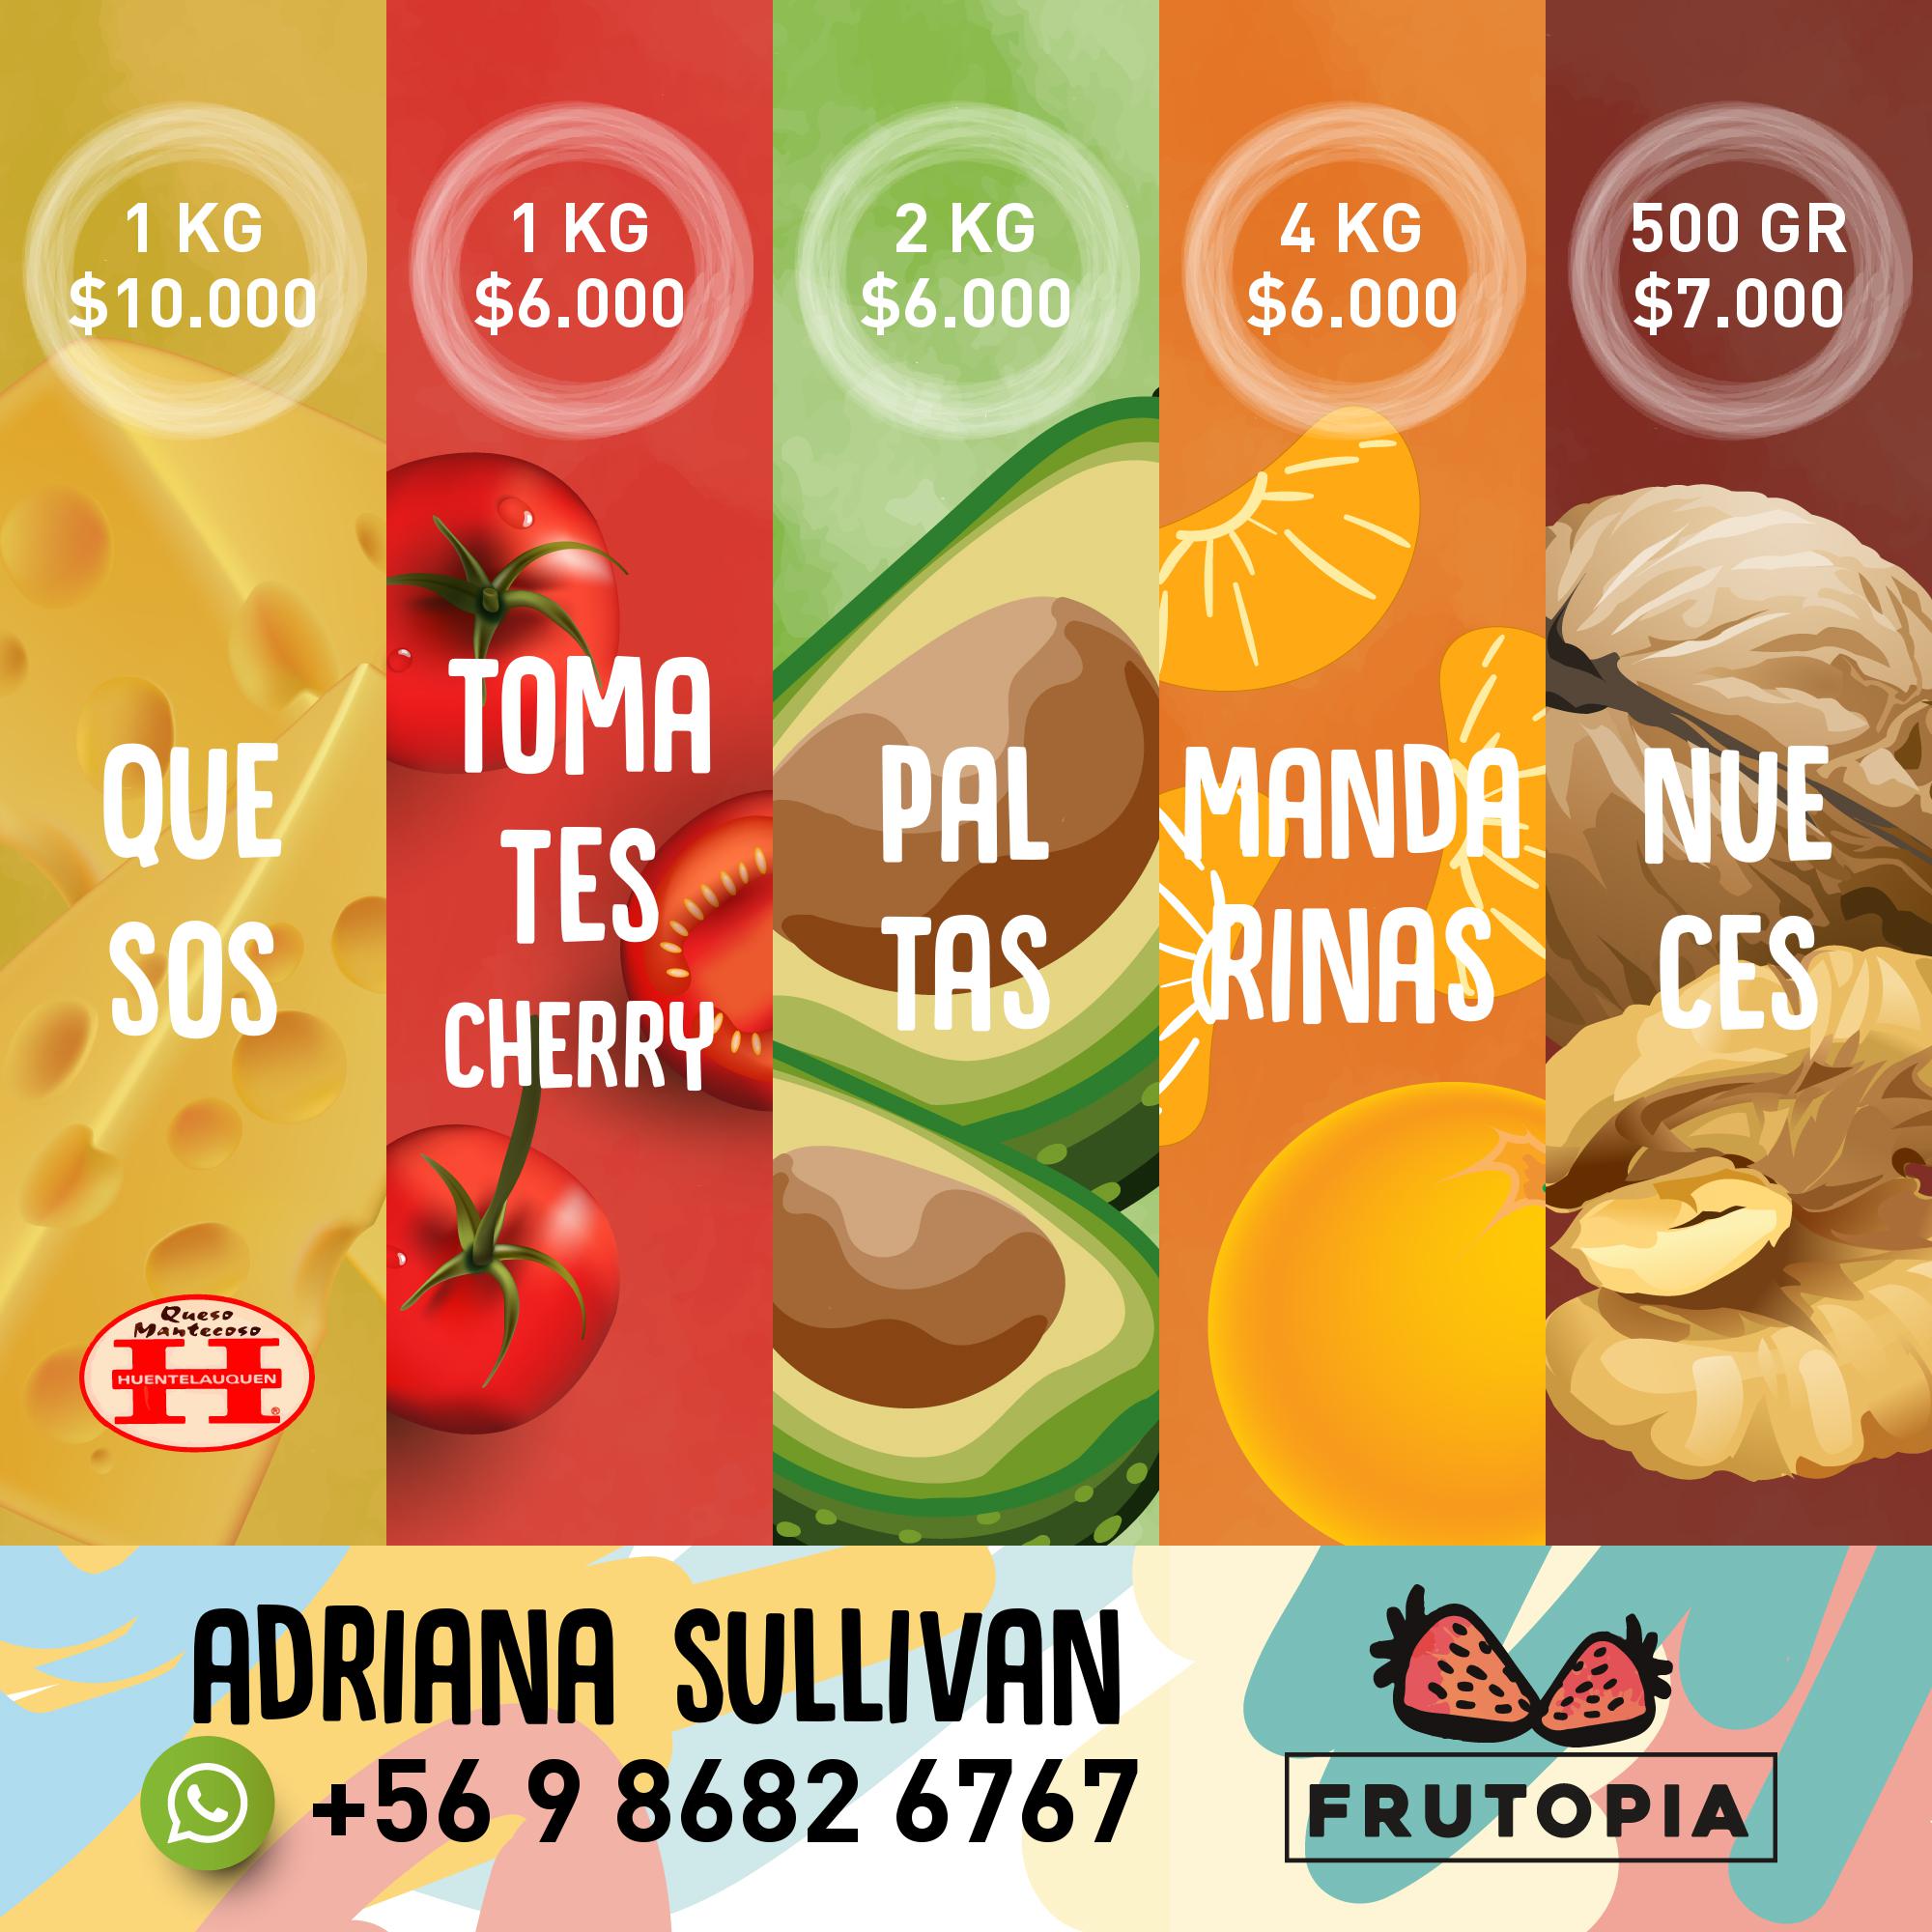 1 KG
$10.000
QUE
SOS
Queso
Mantecoso
H
HUENTELAUQUEN
®
1 KG
$6.000
TOMA
TES
CHERRY
2 KG
$6.000
PAL
TAS
4 KG
$6.000
MANDA
RINAS
500 GR
$7.000
NUE
CES
ADRIANA SULLIVAN
+56 9 8682 6767
FRUTOPIA